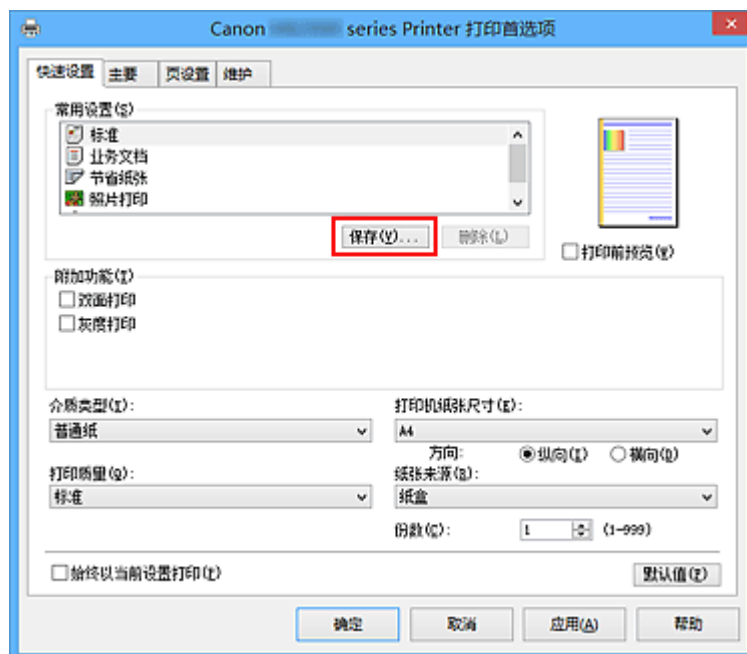 Canon series Printer 打印首选项
快速设置 主要 页设置 维护
常用设置(S)
标准
业务文档
节省纸张
照片打印
保存(V)... 删除(L)
打印前预览(W)
附加功能(I)
双面打印
灰度打印
介质类型(I): 打印机纸张尺寸(E):
普通纸 A4
方向: 纵向(I) 横向(D)
打印质量(Q): 纸张来源(B):
标准 纸盒
份数(C): 1 (1-999)
始终以当前设置打印(t) 默认值(F)
确定 取消 应用(A) 帮助